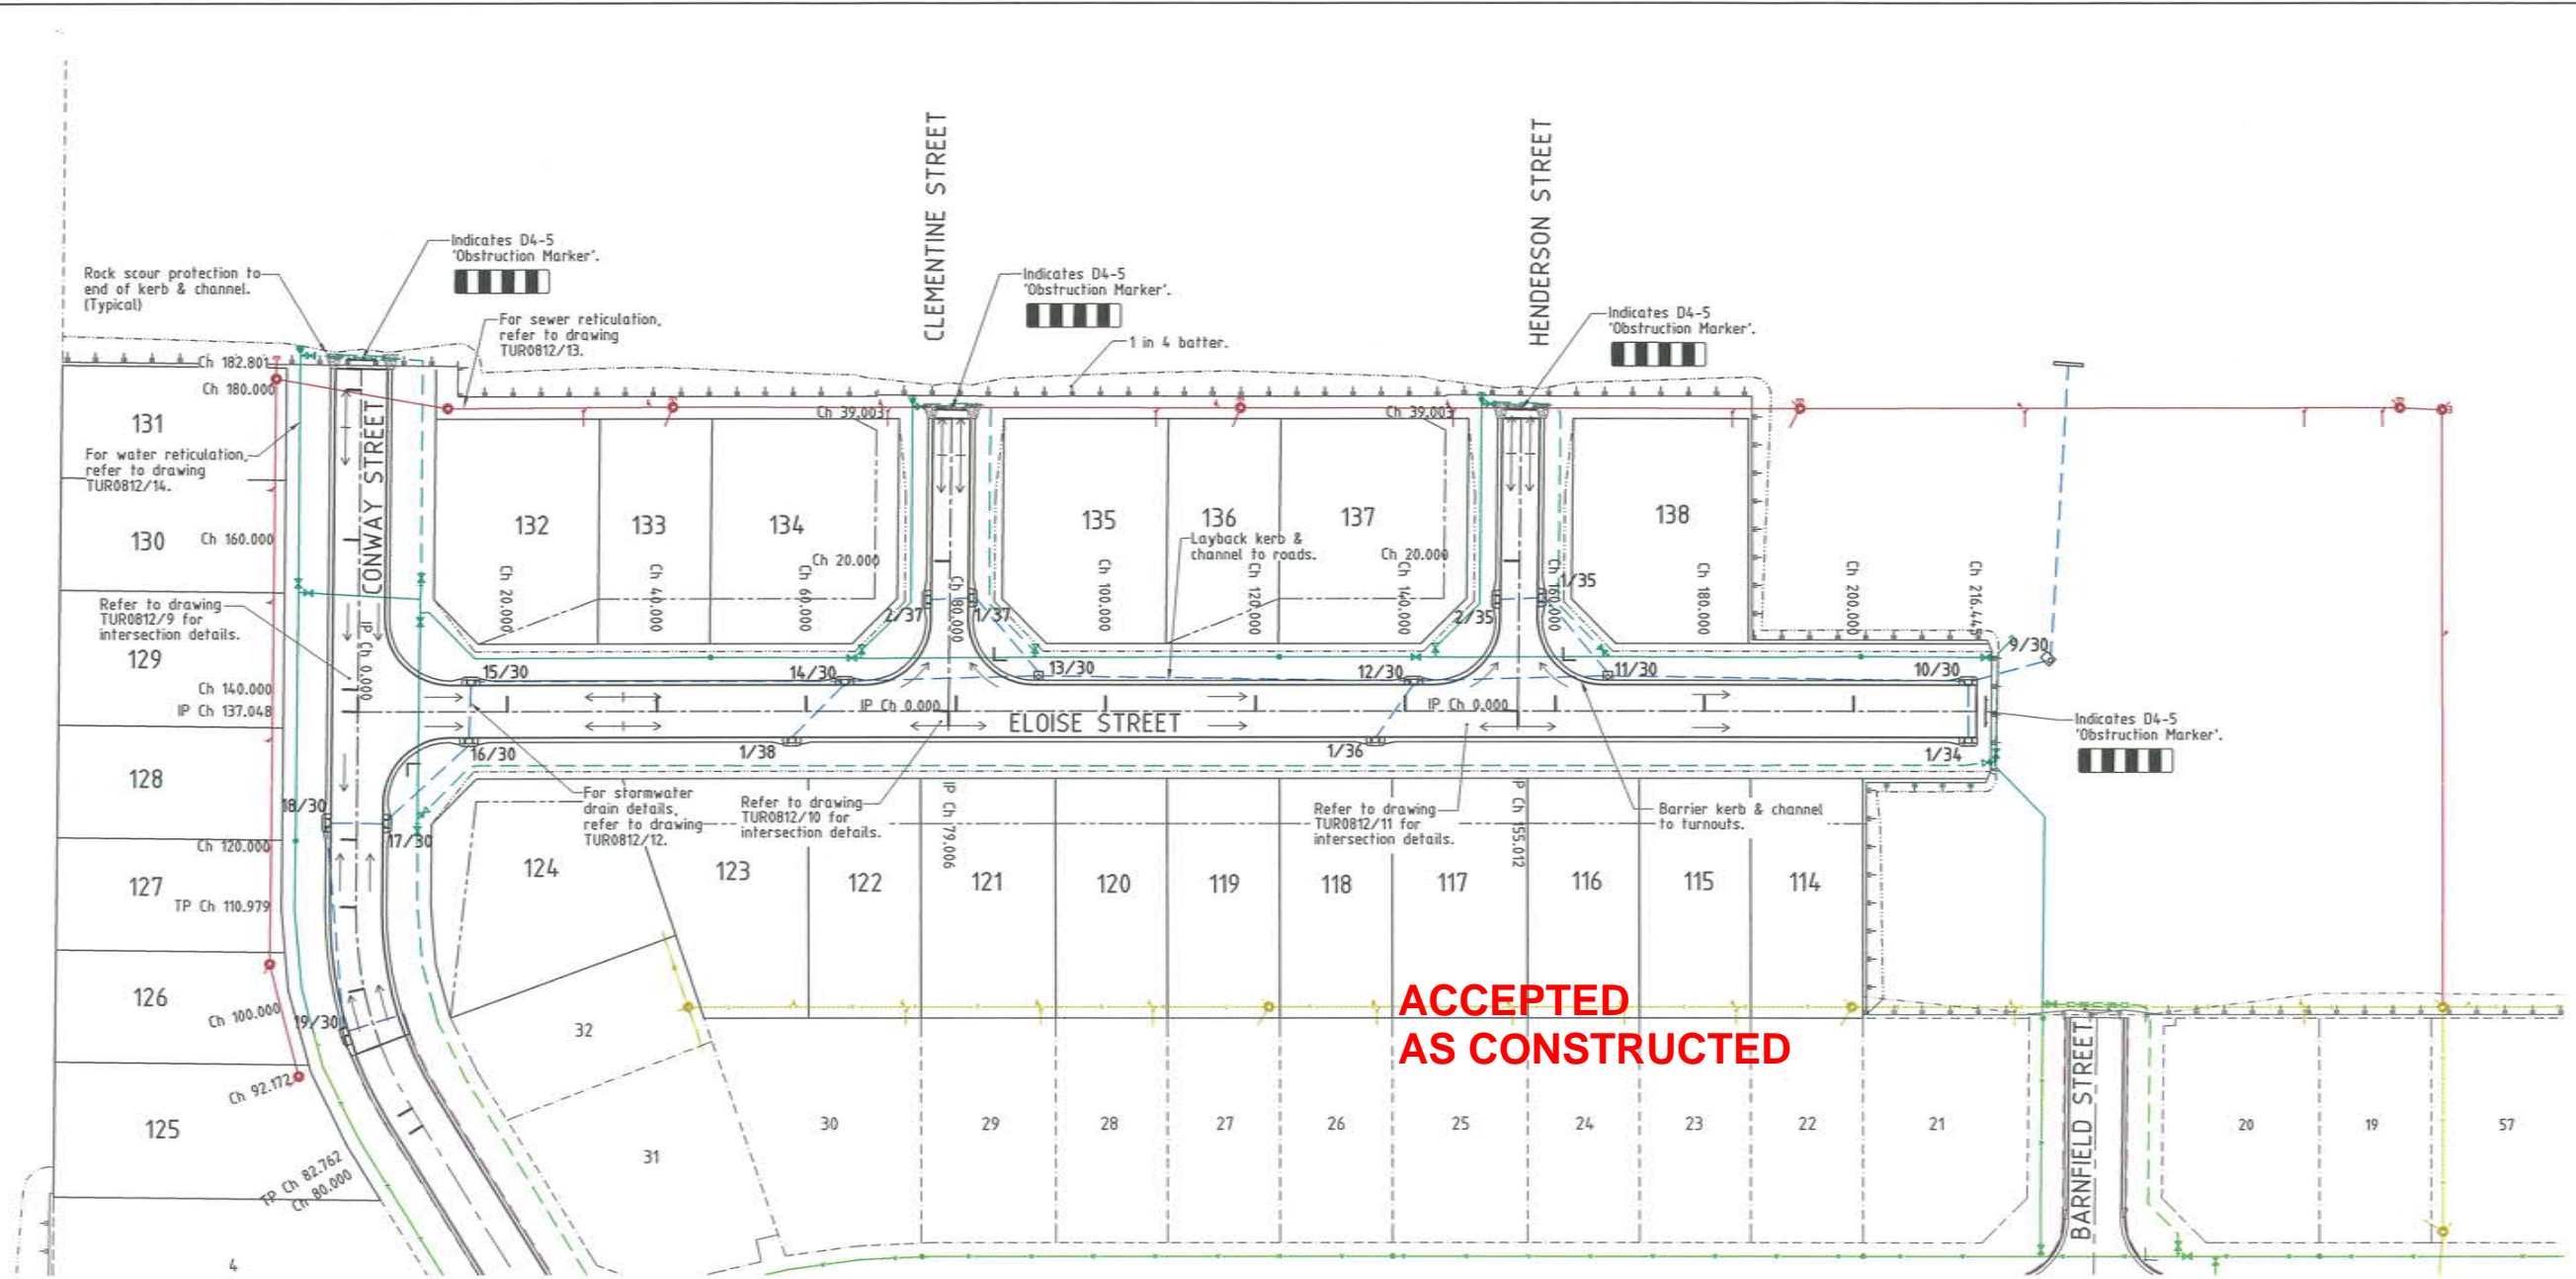 CLEMENTINE STREET
HENDERSON STREET
Indicates D4-5
'Obstruction Marker'.
Rock scour protection to
end of kerb & channel.
(Typical)
Indicates D4-5
'Obstruction Marker'.
Indicates D4-5
'Obstruction Marker'.
For sewer reticulation,
refer to drawing
TUR0812/13.
1 in 4 batter.
Ch 182.801
Ch 180.000
CONWAY STREET
131
For water reticulation,
refer to drawing
TUR0812/14.
130
Ch 160.000
132
133
134
Ch 39.003
Ch 20.000
135
136
137
Layback kerb &
channel to roads.
Ch 39.003
Ch 20.000
138
Ch 20.000
Ch 40.000
Ch 60.000
Ch 80.000
Ch 100.000
Ch 120.000
Ch 140.000
Ch 160.000
Ch 180.000
Ch 200.000
Ch 216.445
Refer to drawing
TUR0812/9 for
intersection details.
129
IP Ch 0.000
2/37
1/37
2/35
1/35
9/30
15/30
14/30
13/30
12/30
11/30
10/30
Ch 140.000
IP Ch 137.048
IP Ch 0.000
IP Ch 0.000
ELOISE STREET
Indicates D4-5
'Obstruction Marker'.
16/30
1/38
1/36
1/34
128
18/30
17/30
For stormwater
drain details,
refer to drawing
TUR0812/12.
Refer to drawing
TUR0812/10 for
intersection details.
IP Ch 79.006
Refer to drawing
TUR0812/11 for
intersection details.
P Ch 155.012
Barrier kerb & channel
to turnouts.
Ch 120.000
127
TP Ch 110.979
124
123
122
121
120
119
118
117
116
115
114
126
Ch 100.000
19/30
32
ACCEPTED
AS CONSTRUCTED
Ch 92.172
125
TP Ch 82.762
Ch 80.000
31
30
29
28
27
26
25
24
23
22
21
BARNFIELD STREET
20
19
57
4